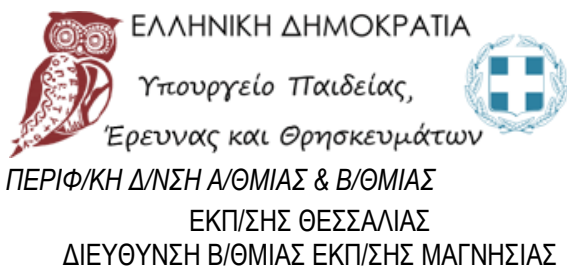 ΕΛΛΗΝΙΚΗ ΔΗΜΟΚΡΑΤΙΑ
Υπουργείο Παιδείας,
Έρευνας και Θρησκευμάτων
ΠΕΡΙΦ/ΚΗ Δ/ΝΣΗ Α/ΘΜΙΑΣ & Β/ΘΜΙΑΣ
ΕΚΠ/ΣΗΣ ΘΕΣΣΑΛΙΑΣ
ΔΙΕΥΘΥΝΣΗ Β/ΘΜΙΑΣ ΕΚΠ/ΣΗΣ ΜΑΓΝΗΣΙΑΣ